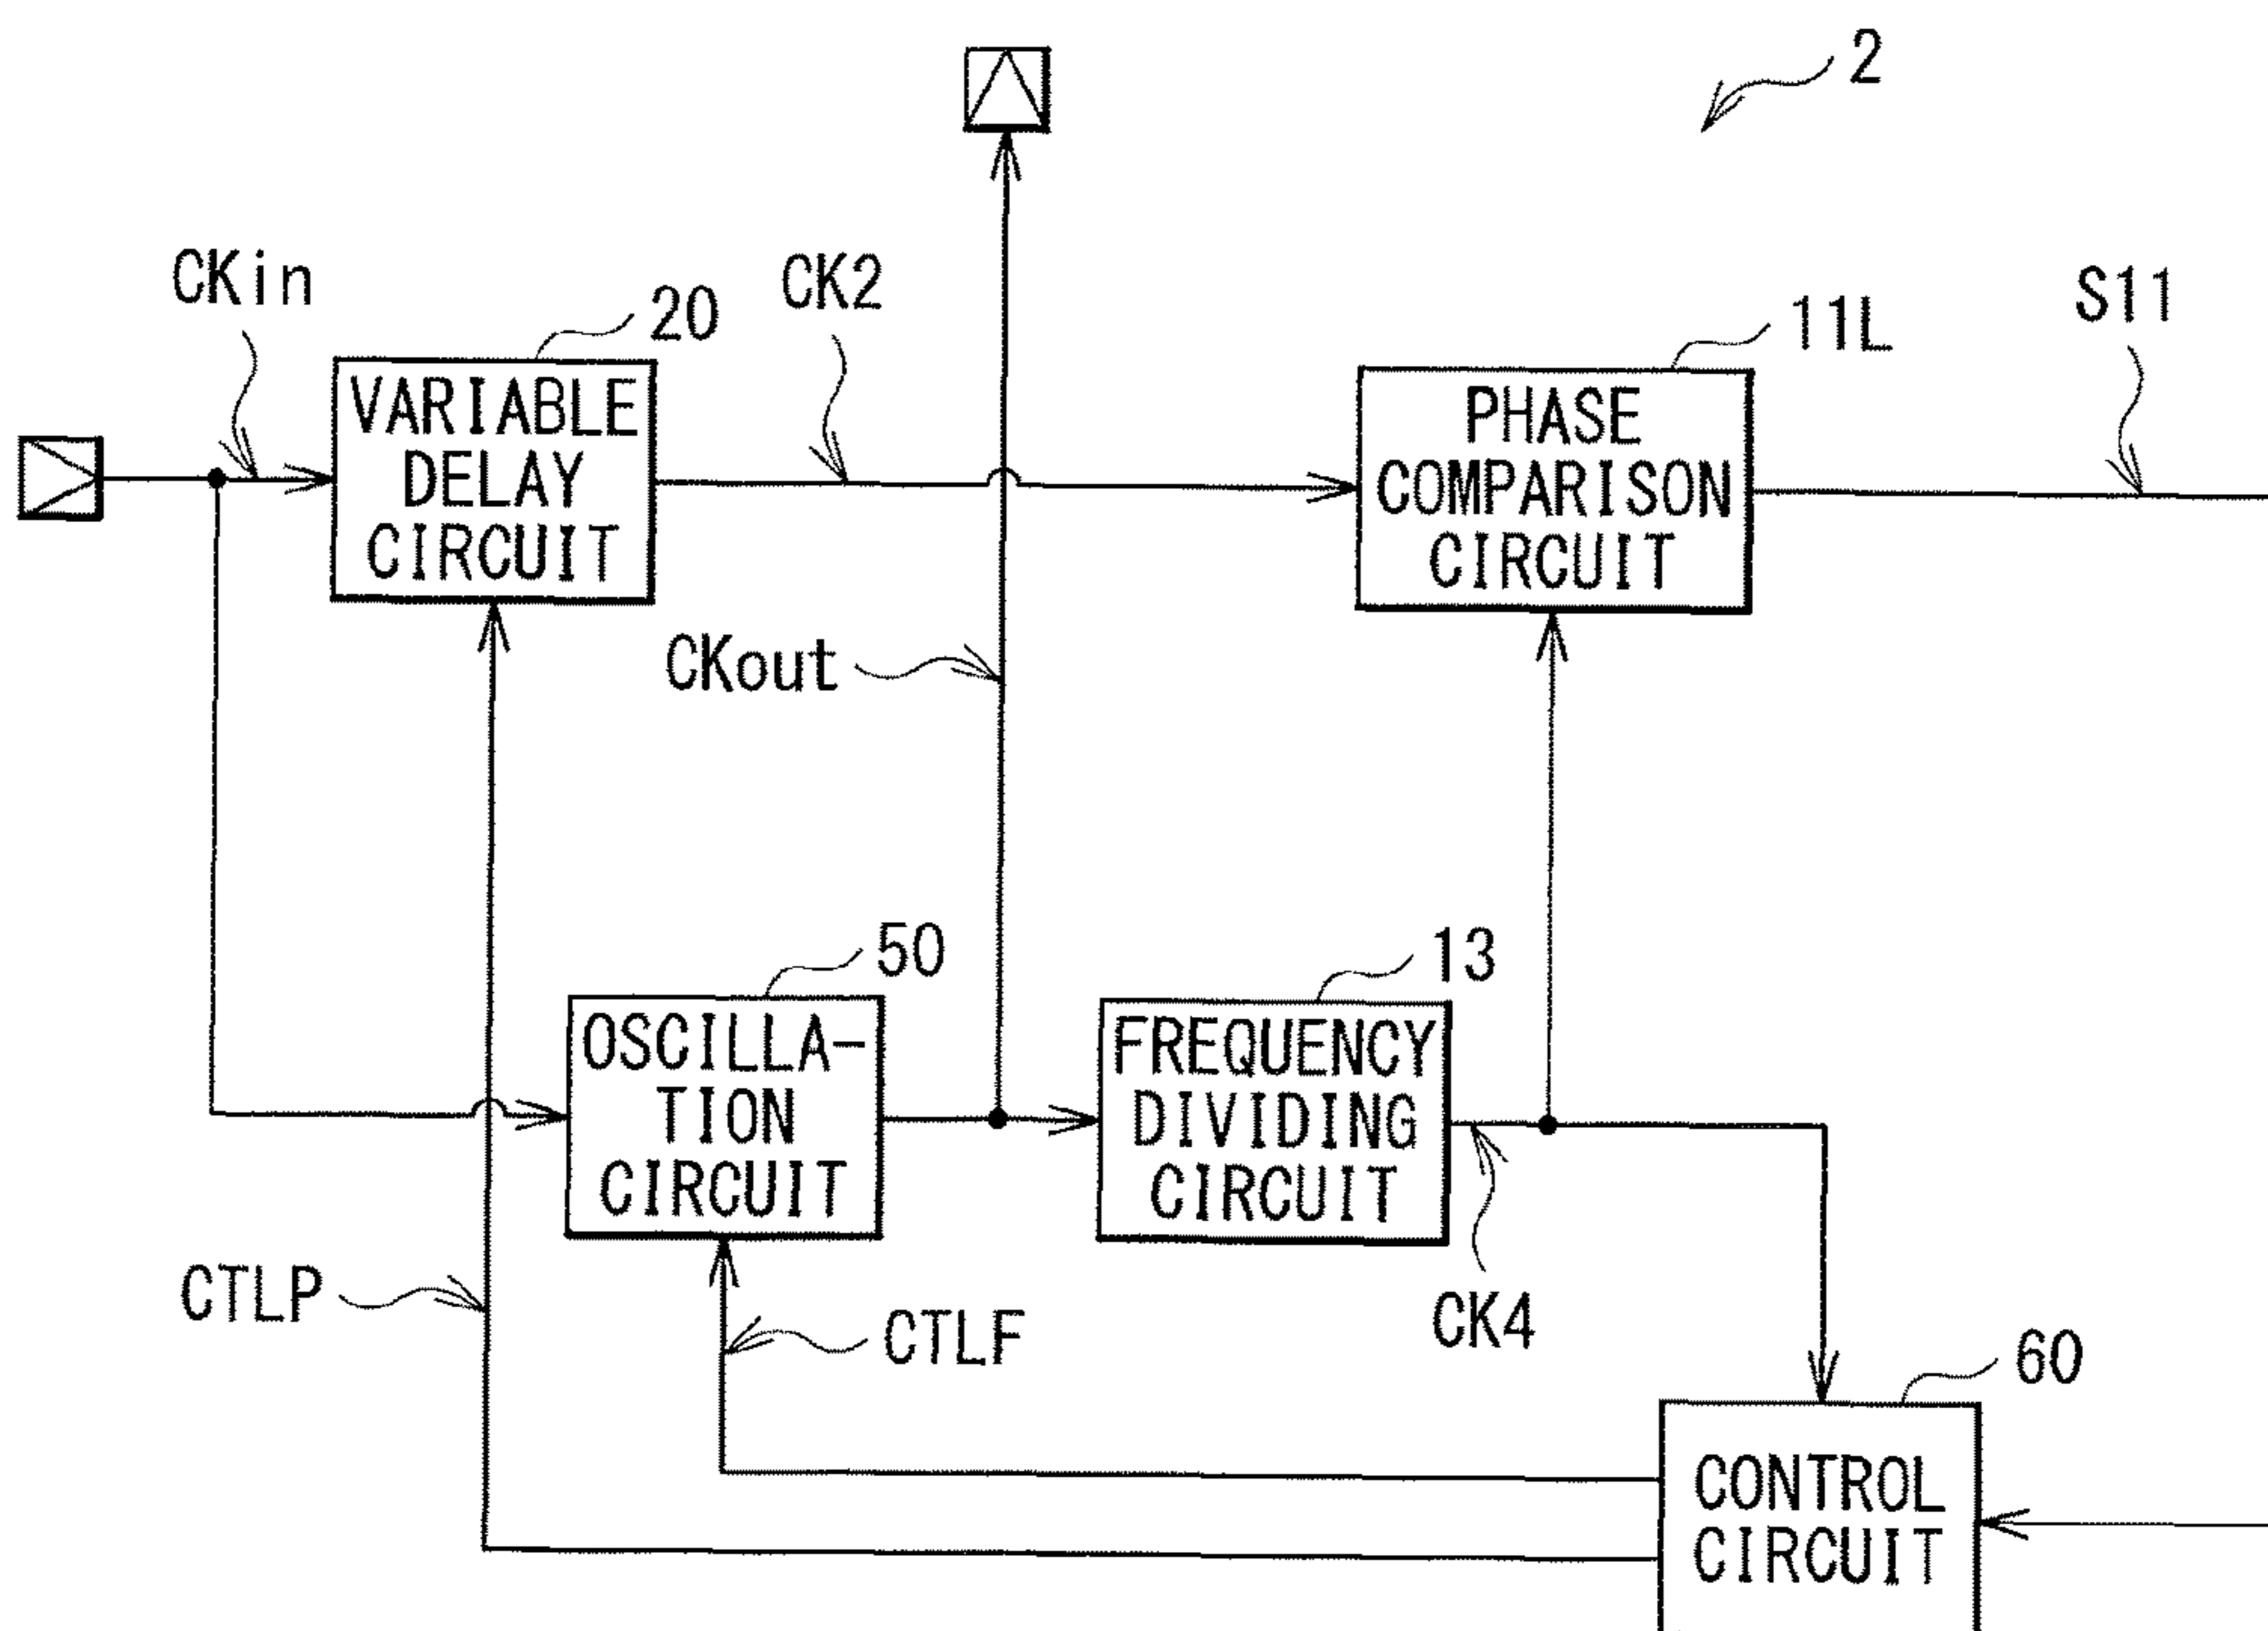 2
CKin
20
CK2
11L
S11
VARIABLE
DELAY
CIRCUIT
PHASE
COMPARISON
CIRCUIT
CKout
50
13
OSCILLA-
TION
CIRCUIT
FREQUENCY
DIVIDING
CIRCUIT
CTLP
CTLF
CK4
60
CONTROL
CIRCUIT